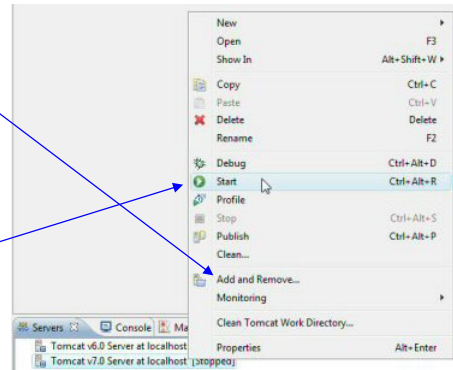 New
Open F3
Show In Alt+Shift+W
Copy Ctrl+C
Paste Ctrl+V
Delete Delete
Rename F2
Debug Ctrl+Alt+D
Start Ctrl+Alt+R
Profile
Stop Ctrl+Alt+S
Publish Ctrl+Alt+P
Clean...
Add and Remove...
Monitoring
Clean Tomcat Work Directory...
Properties Alt+Enter
Servers Console Ma
Tomcat v6.0 Server at localhost
Tomcat v7.0 Server at localhost [Stopped]